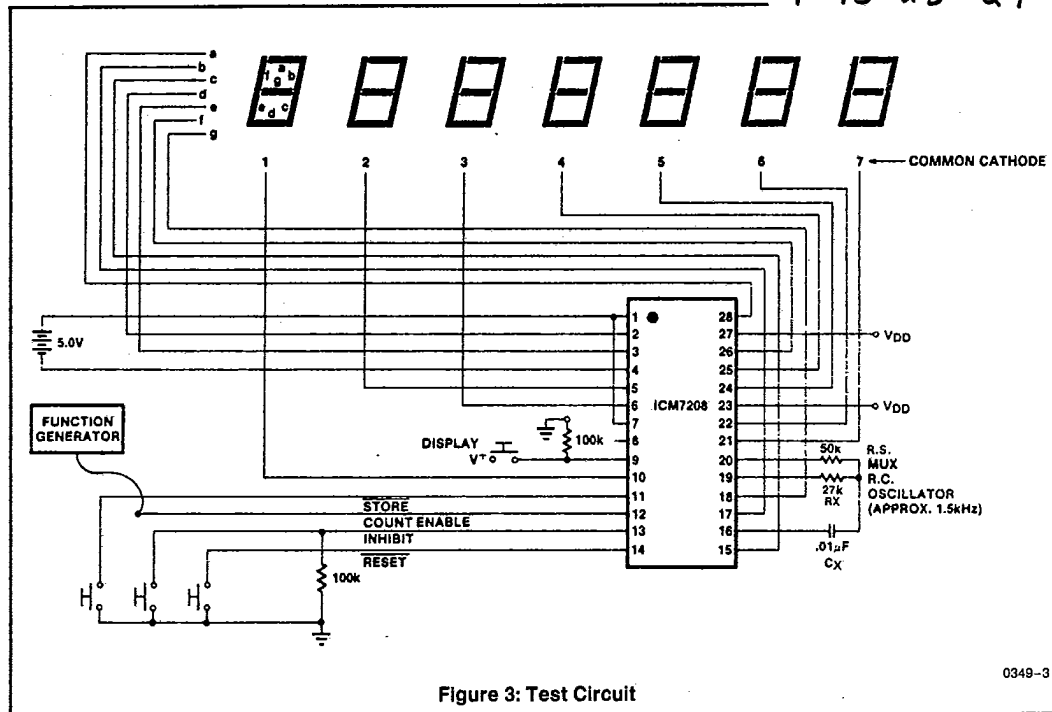 a
b
c
d
e
f
g
f a b
g
e d c
1 2 3 4 5 6 7 COMMON CATHODE
5.0V
FUNCTION
GENERATOR
DISPLAY
V+
100k
ICM7208
1 28
2 27 VDD
3 26
4 25
5 24
6 23 VDD
7 22
8 21
9 20
10 19
11 18
12 17
13 16
14 15
50k
27k
RX
R.S.
MUX
R.C.
OSCILLATOR
(APPROX. 1.5kHz)
.01µF
CX
STORE
COUNT ENABLE
INHIBIT
RESET
100k
0349-3
Figure 3: Test Circuit